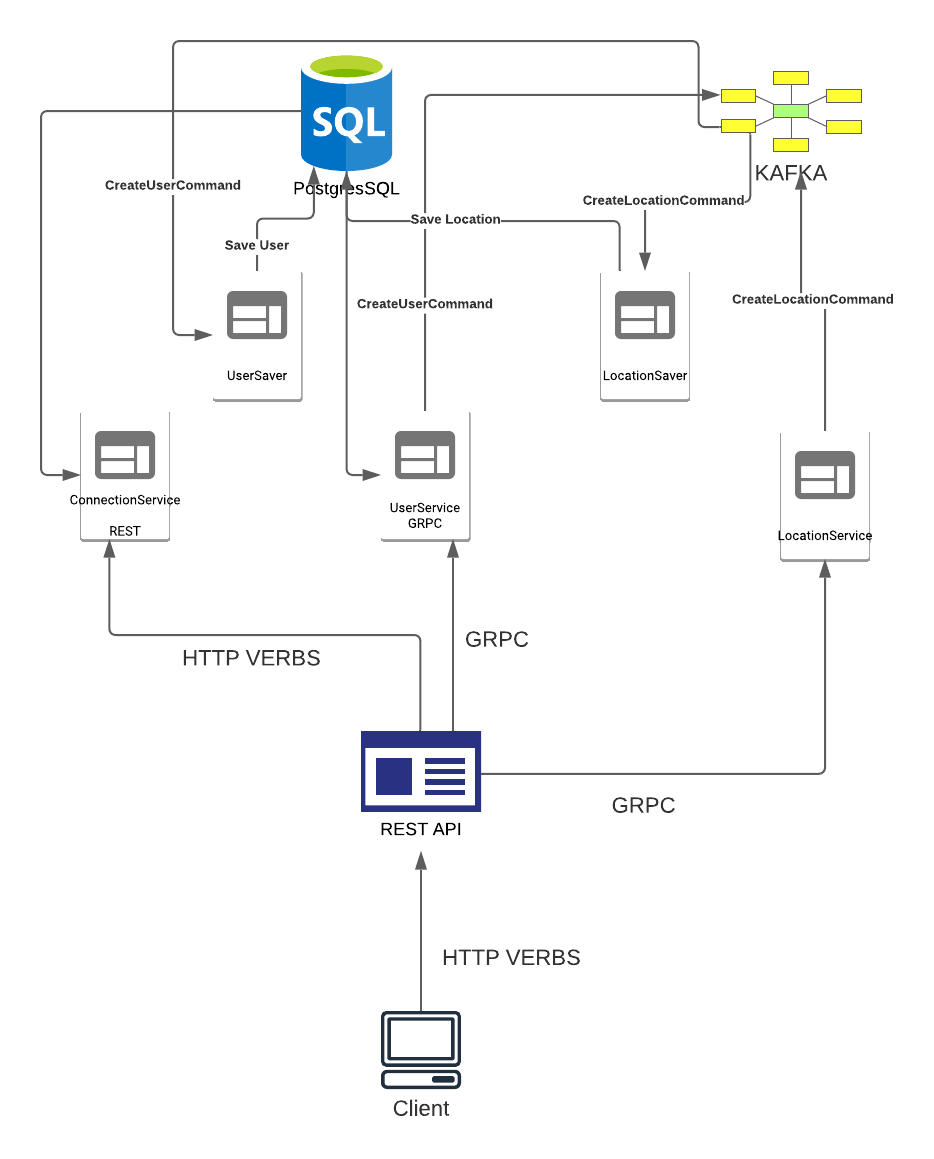 SQL
PostgresSQL
KAFKA
CreateUserCommand
CreateLocationCommand
Save Location
Save User
CreateUserCommand
CreateLocationCommand
UserSaver
LocationSaver
ConnectionService
REST
UserService
GRPC
LocationService
HTTP VERBS
GRPC
GRPC
REST API
HTTP VERBS
Client